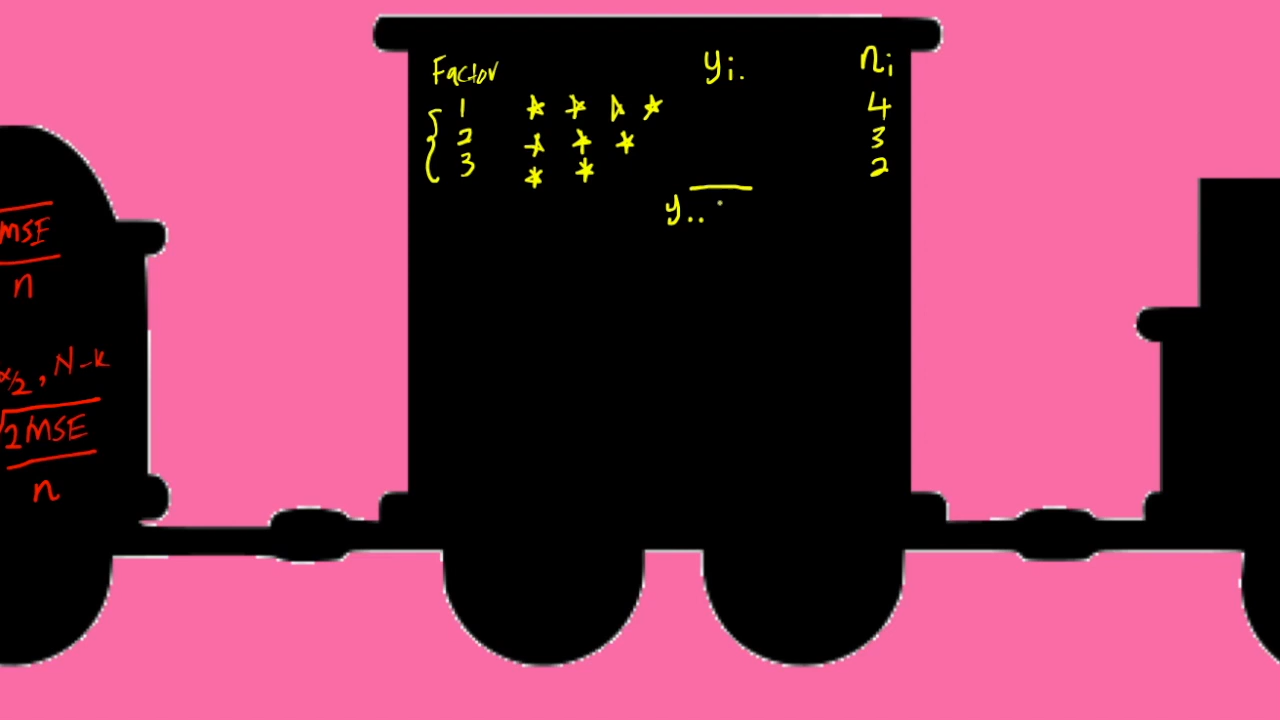 Factor yi. ni
1 * * * * 4
2 * * * 3
3 * * 2
y..
MSE
n
α/2, N-k
√2MSE
n